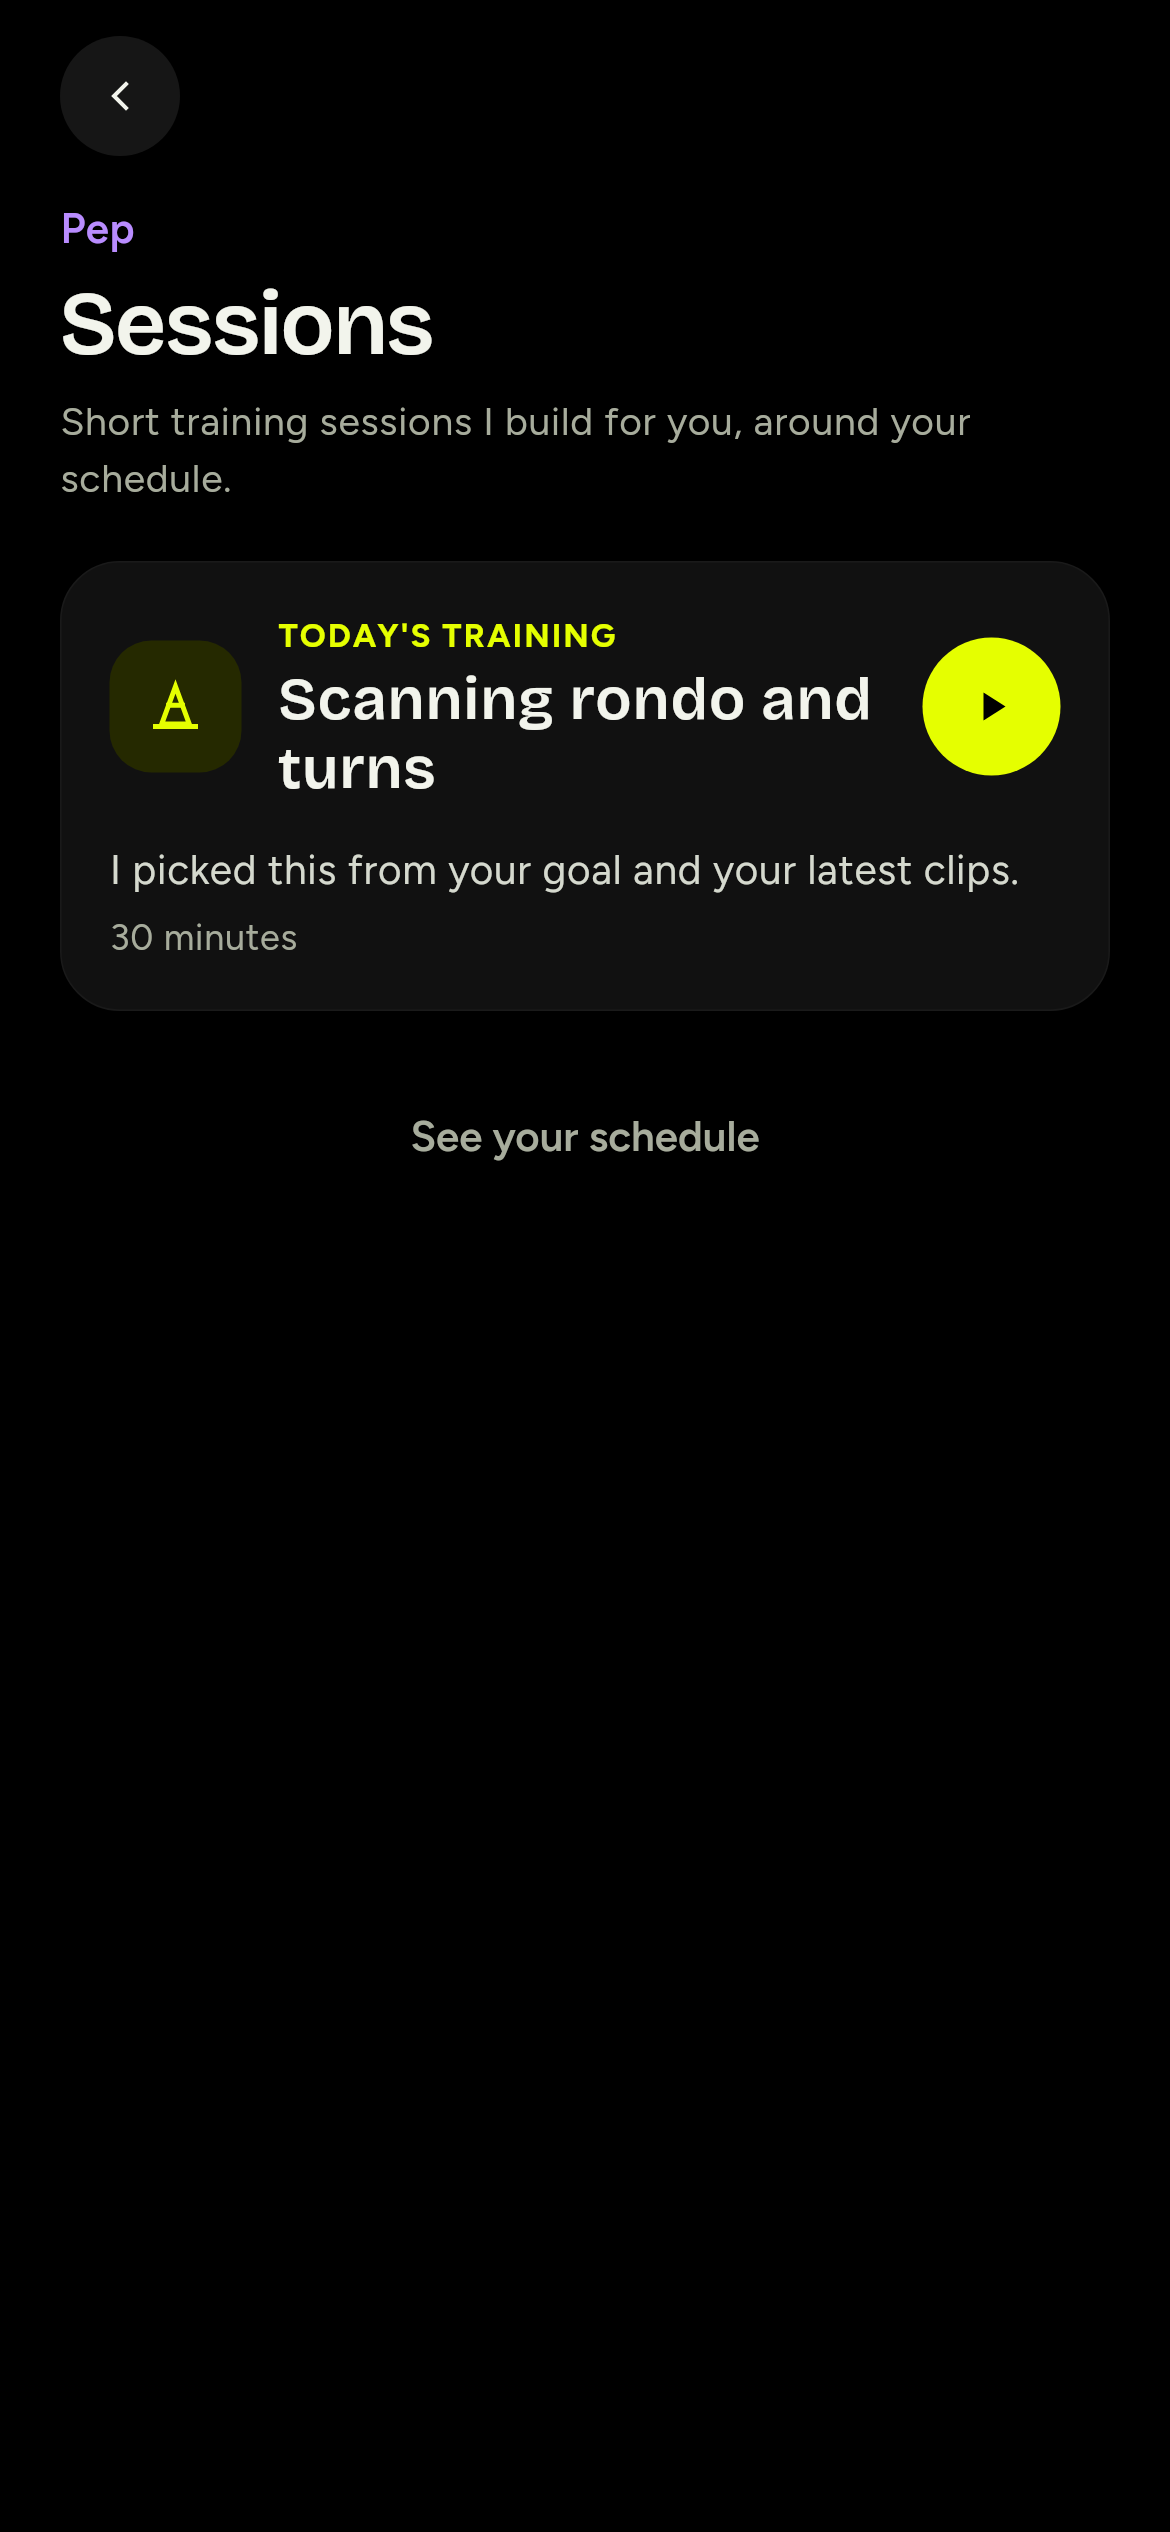 Pep
Sessions
Short training sessions I build for you, around your
schedule.
TODAY'S TRAINING
Scanning rondo and
turns
I picked this from your goal and your latest clips.
30 minutes
See your schedule